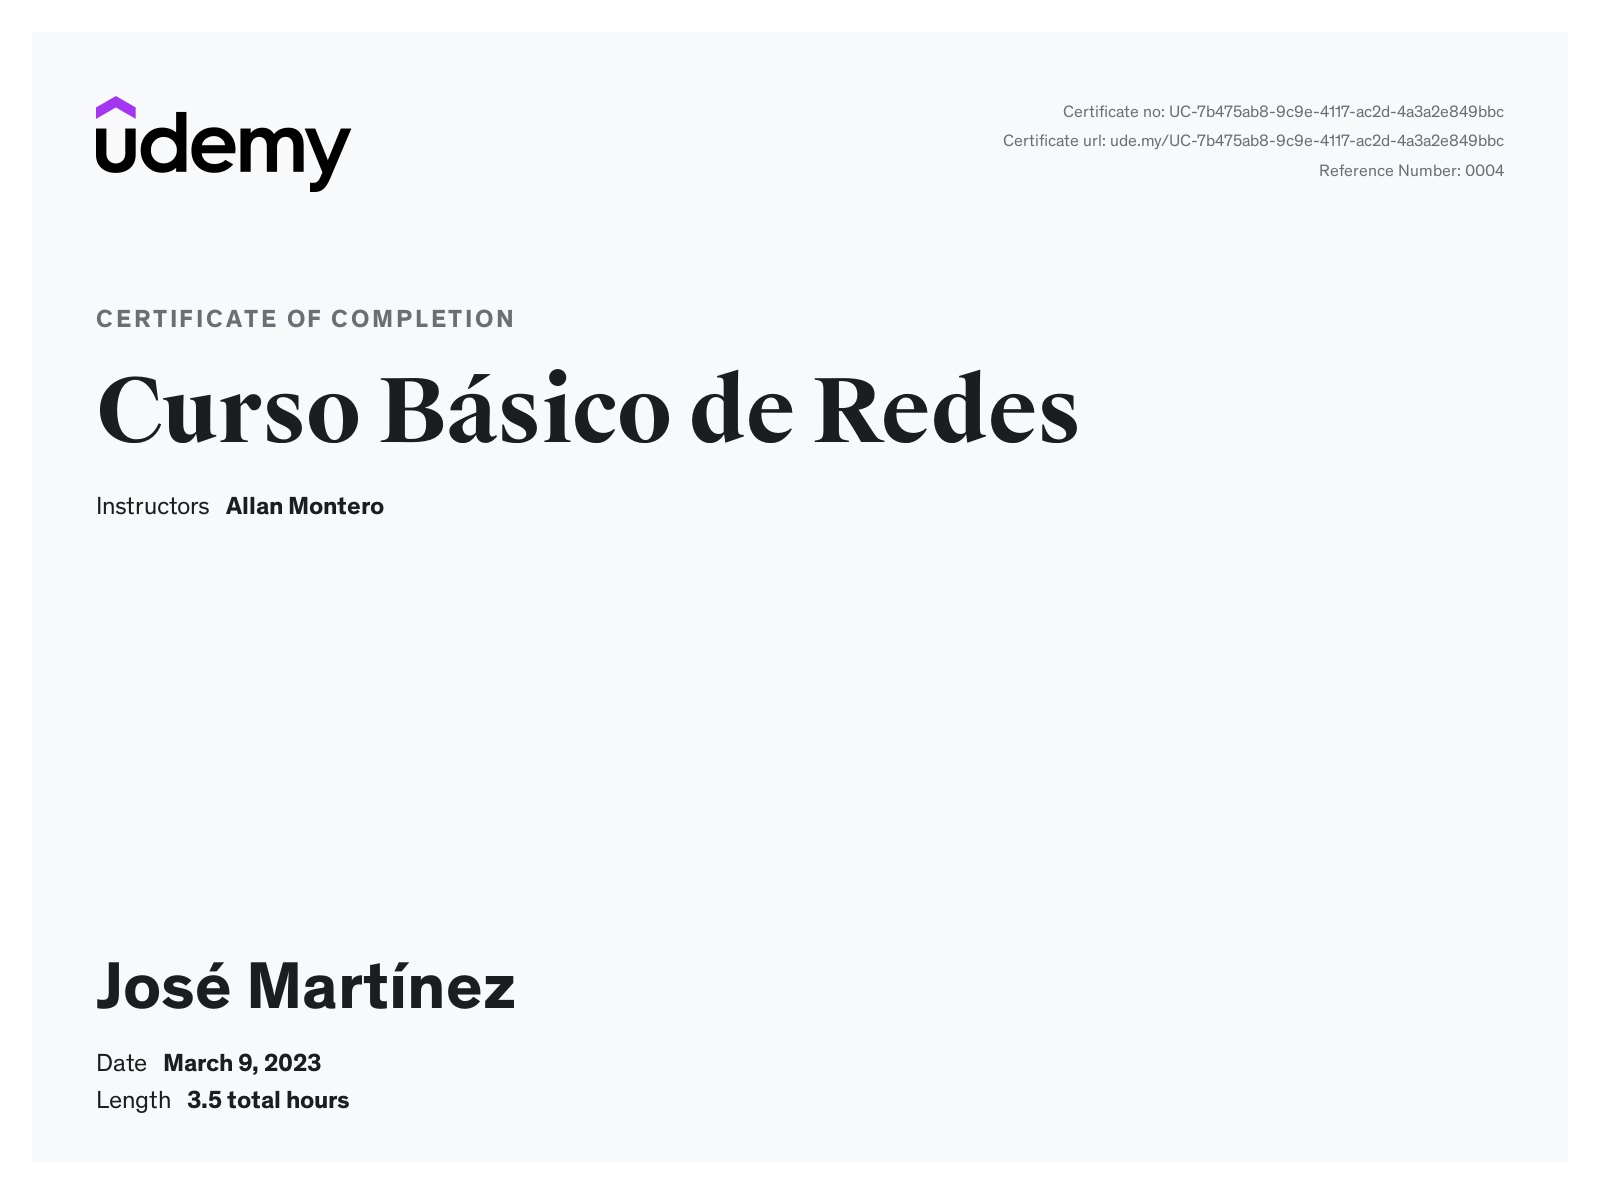 udemy
Certificate no: UC-7b475ab8-9c9e-4117-ac2d-4a3a2e849bbc
Certificate url: ude.my/UC-7b475ab8-9c9e-4117-ac2d-4a3a2e849bbc
Reference Number: 0004
CERTIFICATE OF COMPLETION
Curso Básico de Redes
Instructors Allan Montero
José Martínez
Date March 9, 2023
Length 3.5 total hours